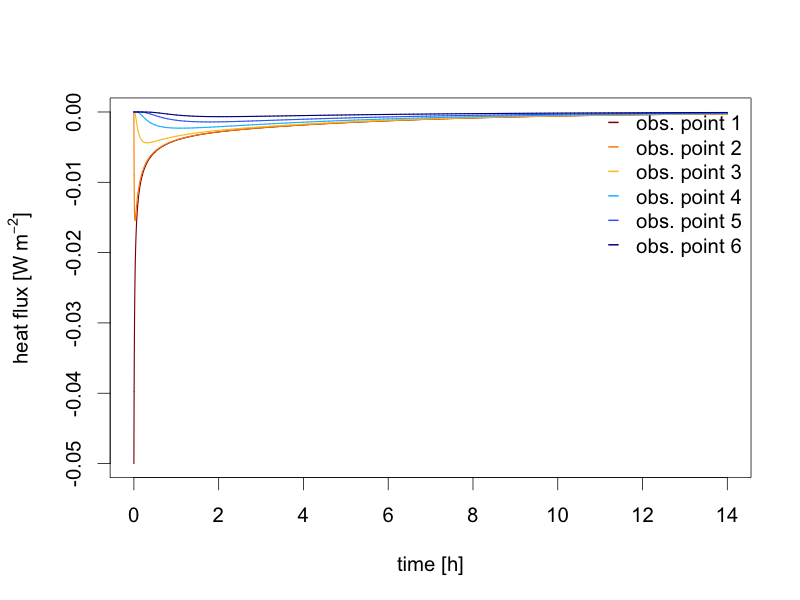 0.00
-0.01
-0.02
-0.03
-0.04
-0.05
heat flux [W m⁻²]
obs. point 1
obs. point 2
obs. point 3
obs. point 4
obs. point 5
obs. point 6
0 2 4 6 8 10 12 14
time [h]